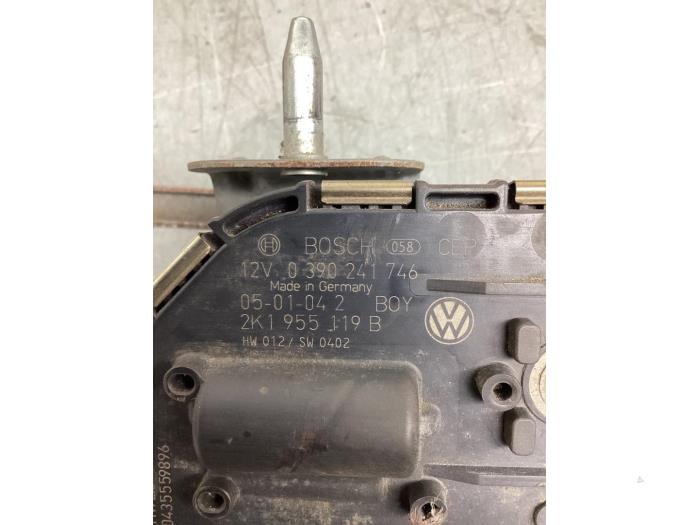 BOSCH 058 CEP
12V 0 390 241 746
Made in Germany
05-01-04 2 BOY
2K1 955 119 B
HW 012 / SW 0402
0435559896